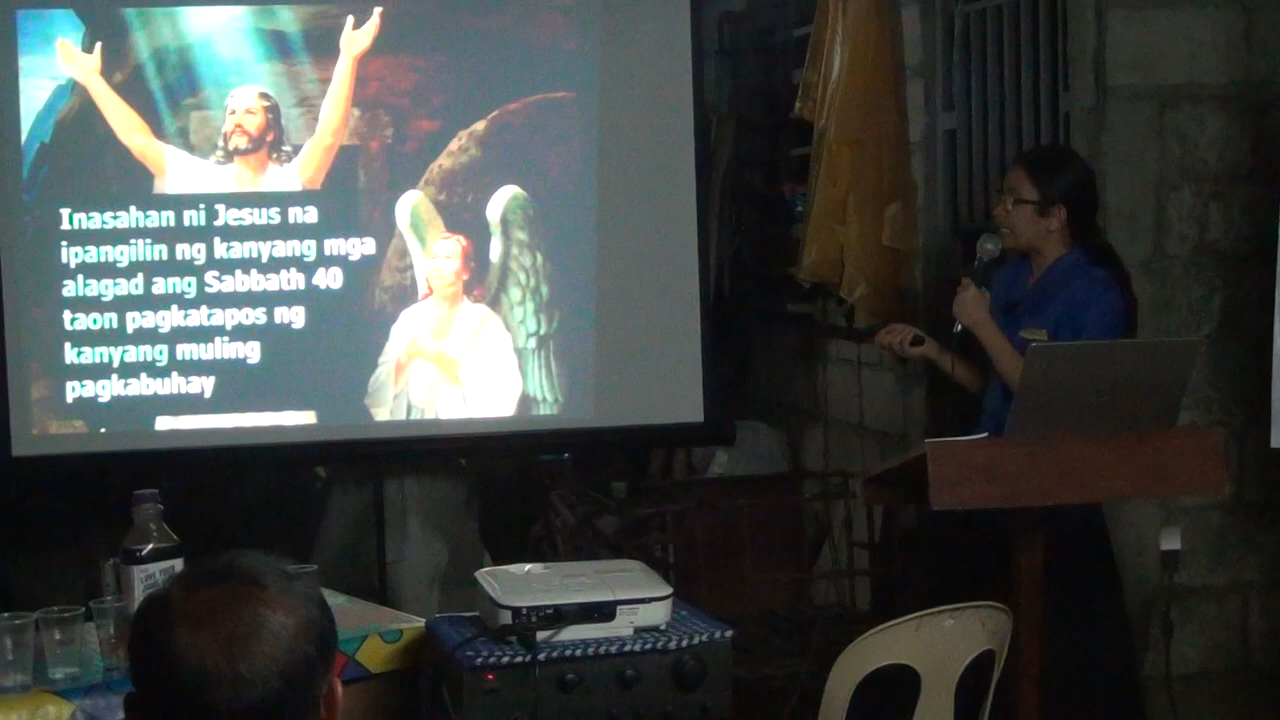 Inasahan ni Jesus na
ipangilin ng kanyang mga
alagad ang Sabbath 40
taon pagkatapos ng
kanyang muling
pagkabuhay